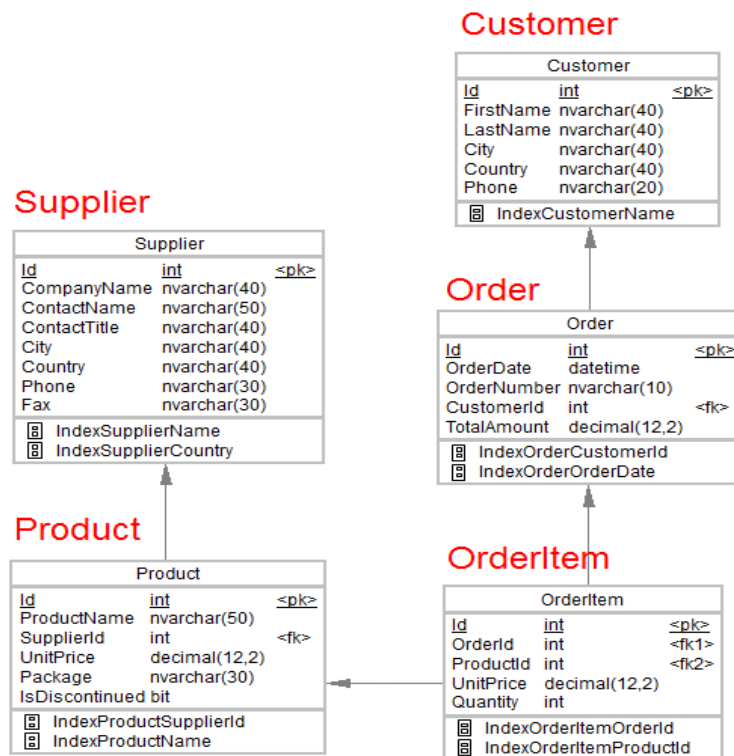 Customer
Customer
Id int <pk>
FirstName nvarchar(40)
LastName nvarchar(40)
City nvarchar(40)
Country nvarchar(40)
Phone nvarchar(20)
IndexCustomerName
Supplier
Supplier
Id int <pk>
CompanyName nvarchar(40)
ContactName nvarchar(50)
ContactTitle nvarchar(40)
City nvarchar(40)
Country nvarchar(40)
Phone nvarchar(30)
Fax nvarchar(30)
IndexSupplierName
IndexSupplierCountry
Order
Order
Id int <pk>
OrderDate datetime
OrderNumber nvarchar(10)
CustomerId int <fk>
TotalAmount decimal(12,2)
IndexOrderCustomerId
IndexOrderOrderDate
Product
Product
Id int <pk>
ProductName nvarchar(50)
SupplierId int <fk>
UnitPrice decimal(12,2)
Package nvarchar(30)
IsDiscontinued bit
IndexProductSupplierId
IndexProductName
OrderItem
OrderItem
Id int <pk>
OrderId int <fk1>
ProductId int <fk2>
UnitPrice decimal(12,2)
Quantity int
IndexOrderItemOrderId
IndexOrderItemProductId